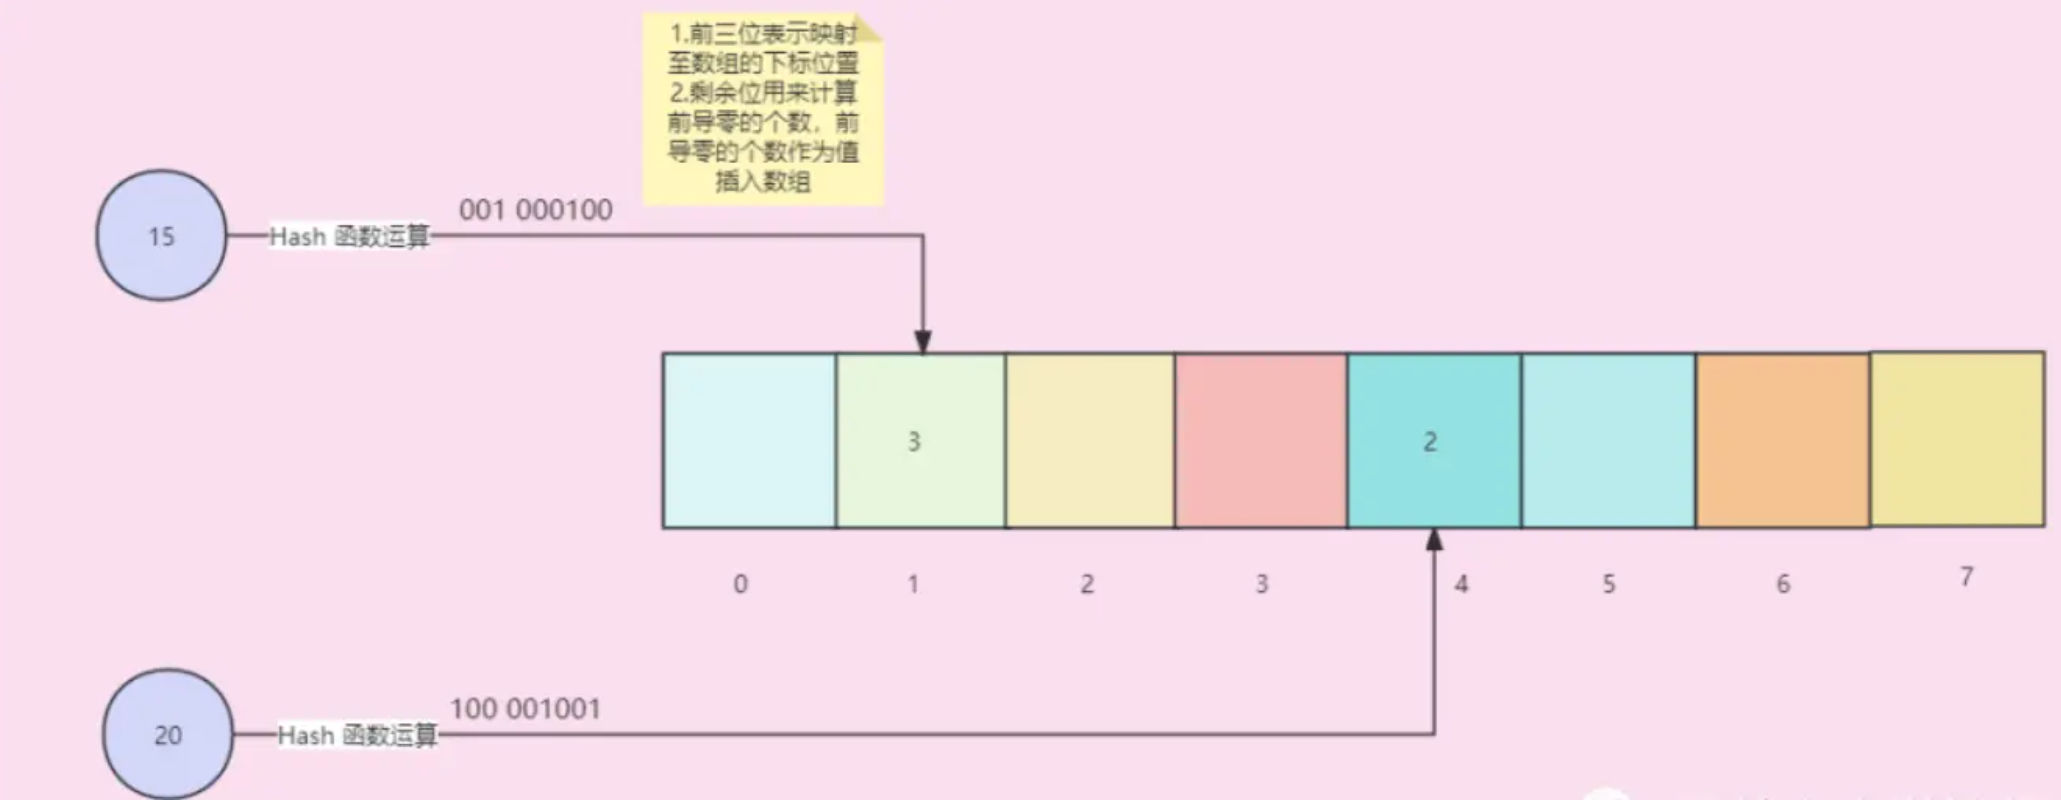 1.前三位表示映射
至数组的下标位置
2.剩余位用来计算
前导零的个数，前
导零的个数作为值
插入数组
001 000100
15
Hash 函数运算
3
2
0
1
2
3
4
5
6
7
100 001001
20
Hash 函数运算